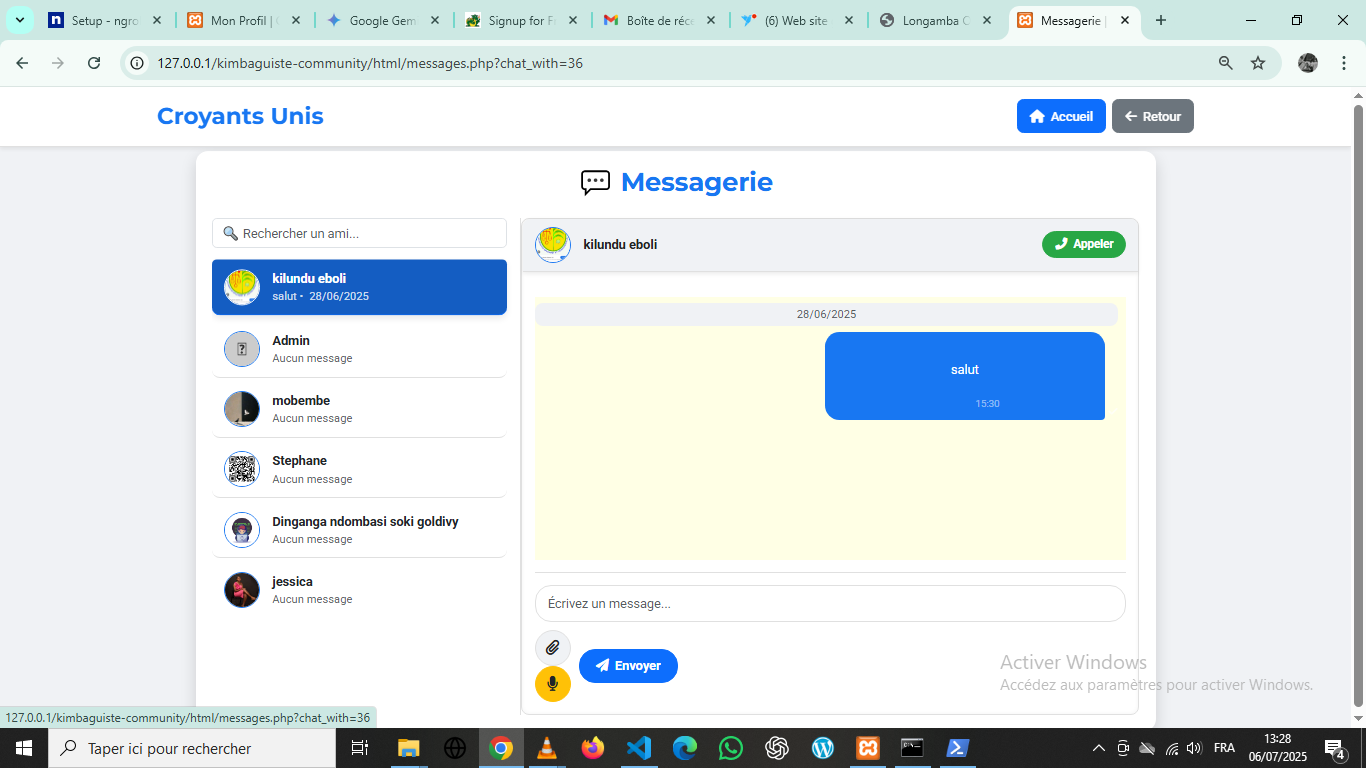 Setup - ngro
Mon Profil |
Google Gem
Signup for F
Boîte de réce
(6) Web site
Longamba
Messagerie |
127.0.0.1/kimbaguiste-community/html/messages.php?chat_with=36
Croyants Unis
Accueil
Retour
Messagerie
Rechercher un ami...
kilundu eboli
salut • 28/06/2025
Admin
Aucun message
mobembe
Aucun message
Stephane
Aucun message
Dinganga ndombasi soki goldivy
Aucun message
jessica
Aucun message
kilundu eboli
Appeler
28/06/2025
salut
15:30
Écrivez un message...
Envoyer
Activer Windows
Accédez aux paramètres pour activer Windows.
127.0.0.1/kimbaguiste-community/html/messages.php?chat_with=36
Taper ici pour rechercher
FRA
13:28
06/07/2025
4